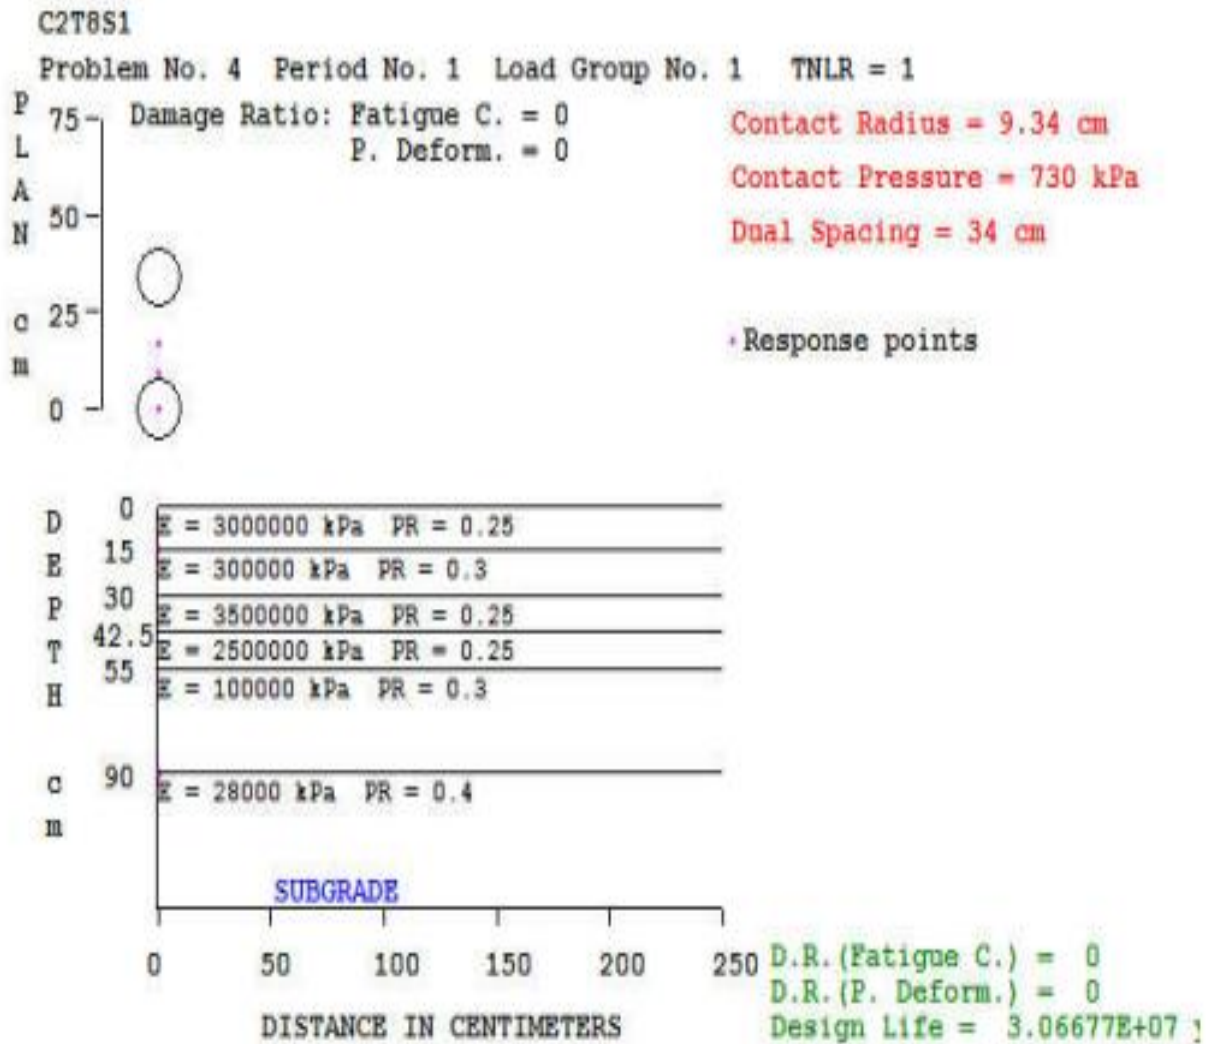 C2T8S1
Problem No. 4 Period No. 1 Load Group No. 1 TNLR = 1
Damage Ratio: Fatigue C. = 0
P. Deform. = 0
Contact Radius = 9.34 cm
Contact Pressure = 730 kPa
Dual Spacing = 34 cm
Response points
PLAN cm
75
50
25
0
DEPTH cm
0
E = 3000000 kPa PR = 0.25
15
E = 300000 kPa PR = 0.3
30
E = 3500000 kPa PR = 0.25
42.5
E = 2500000 kPa PR = 0.25
55
E = 100000 kPa PR = 0.3
90
E = 28000 kPa PR = 0.4
SUBGRADE
0 50 100 150 200 250
DISTANCE IN CENTIMETERS
D.R.(Fatigue C.) = 0
D.R.(P. Deform.) = 0
Design Life = 3.06677E+07